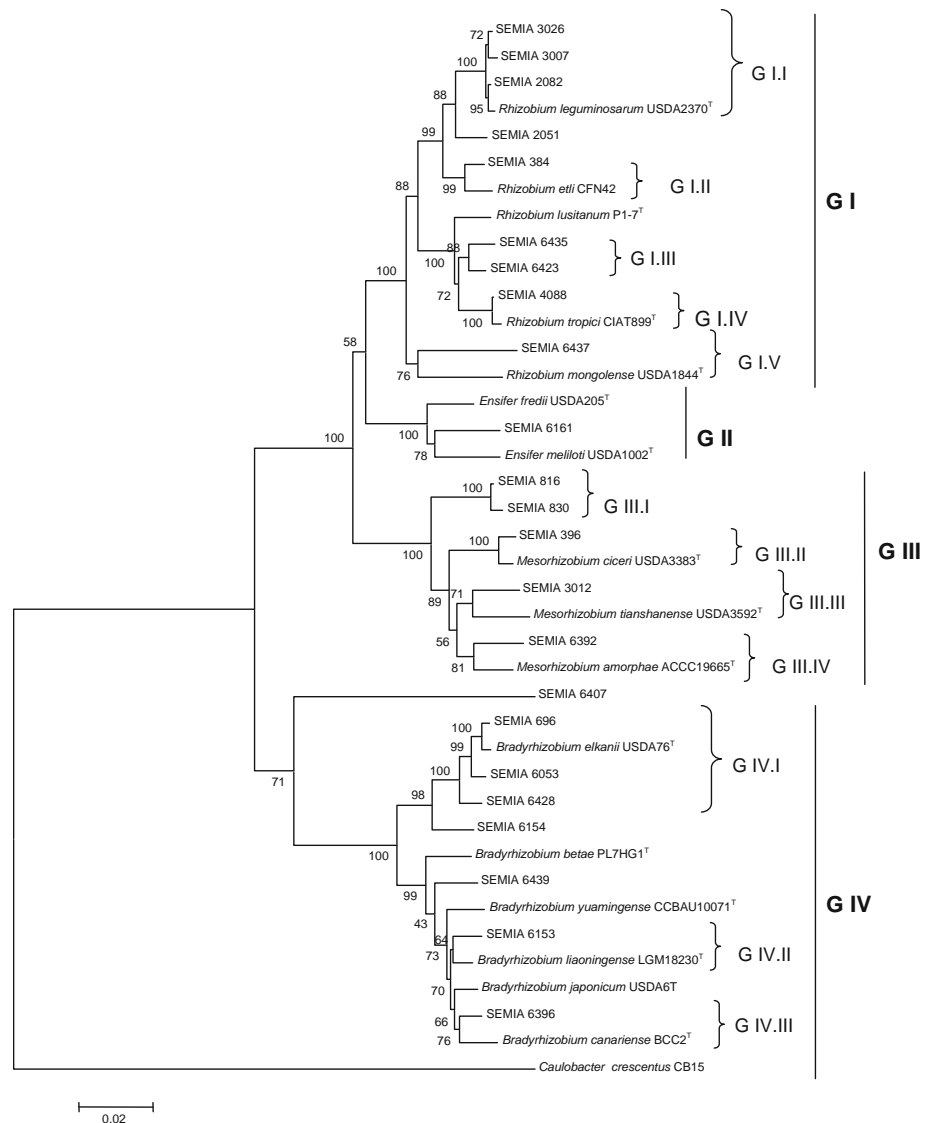 SEMIA 3026
72
SEMIA 3007
G I.I
100
SEMIA 2082
88
95
Rhizobium leguminosarum USDA2370T
99
SEMIA 2051
SEMIA 384
G I.II
99
Rhizobium etli CFN42
88
G I
Rhizobium lusitanum P1-7T
SEMIA 6435
88
G I.III
100
SEMIA 6423
100
72
SEMIA 4088
G I.IV
100
Rhizobium tropici CIAT899T
58
SEMIA 6437
G I.V
76
Rhizobium mongolense USDA1844T
Ensifer fredii USDA205T
100
SEMIA 6161
G II
100
78
Ensifer meliloti USDA1002T
100
SEMIA 816
G III.I
SEMIA 830
SEMIA 396
100
G III.II
G III
100
Mesorhizobium ciceri USDA3383T
SEMIA 3012
71
89
G III.III
Mesorhizobium tianshanense USDA3592T
56
SEMIA 6392
81
G III.IV
Mesorhizobium amorphae ACCC19665T
SEMIA 6407
SEMIA 696
100
99
Bradyrhizobium elkanii USDA76T
G IV.I
100
SEMIA 6053
71
98
SEMIA 6428
SEMIA 6154
100
Bradyrhizobium betae PL7HG1T
99
SEMIA 6439
43
Bradyrhizobium yuamingense CCBAU10071T
G IV
64
SEMIA 6153
73
G IV.II
Bradyrhizobium liaoningense LGM18230T
70
Bradyrhizobium japonicum USDA6T
66
SEMIA 6396
G IV.III
76
Bradyrhizobium canariense BCC2T
Caulobacter crescentus CB15
0.02